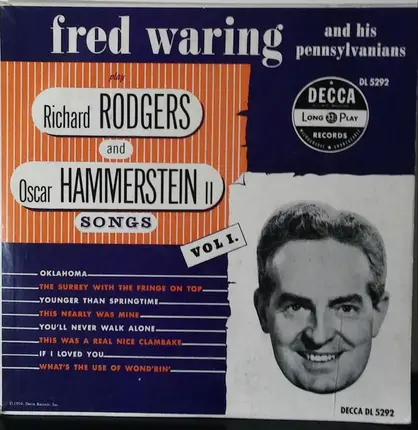 fred waring
and his
pennsylvanians
play
Richard RODGERS
and
Oscar HAMMERSTEIN II
SONGS
VOL I.
DL 5292
DECCA
LONG 33 PLAY
RECORDS
OKLAHOMA
THE SURREY WITH THE FRINGE ON TOP
YOUNGER THAN SPRINGTIME
THIS NEARLY WAS MINE
YOU'LL NEVER WALK ALONE
THIS WAS A REAL NICE CLAMBAKE
IF I LOVED YOU
WHAT'S THE USE OF WOND'RIN'
Decca Records, Inc.
DECCA DL 5292